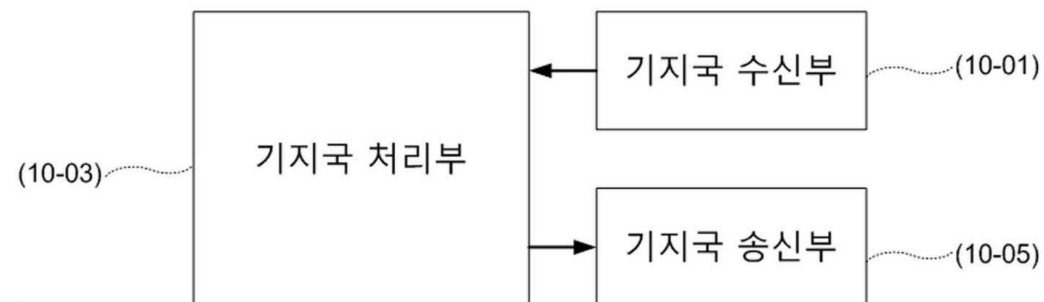 기지국 수신부
(10-01)
기지국 처리부
(10-03)
기지국 송신부
(10-05)